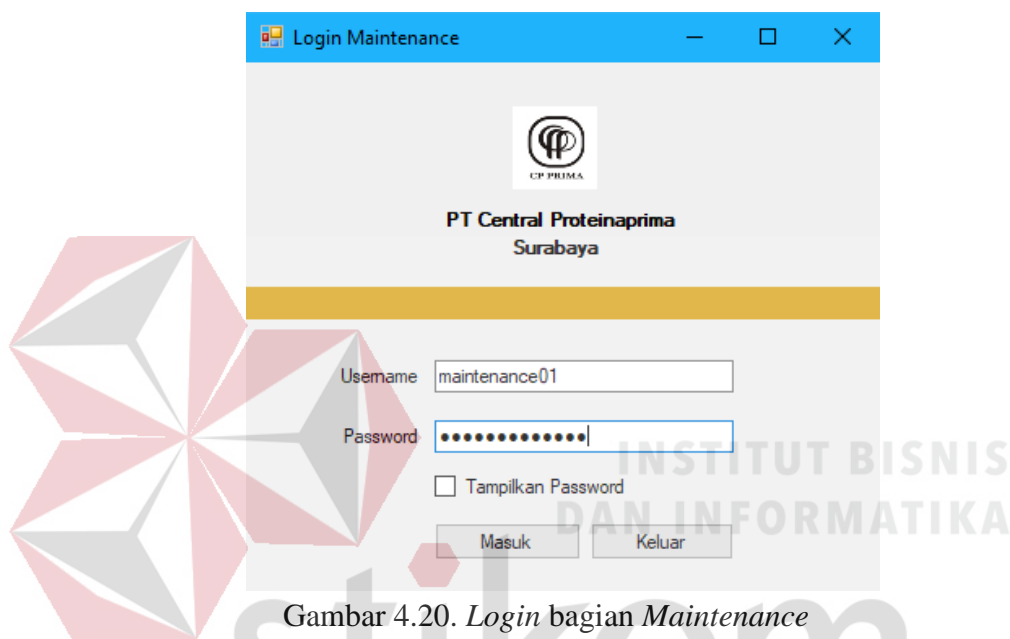 Login Maintenance
CP PRIMA
PT Central Proteinaprima
Surabaya
Username maintenance01
Password ●●●●●●●●●●●●●
INSTITUT BISNIS
Tampilkan Password
DAN INFORMATIKA
Masuk Keluar
Gambar 4.20. Login bagian Maintenance
stikom